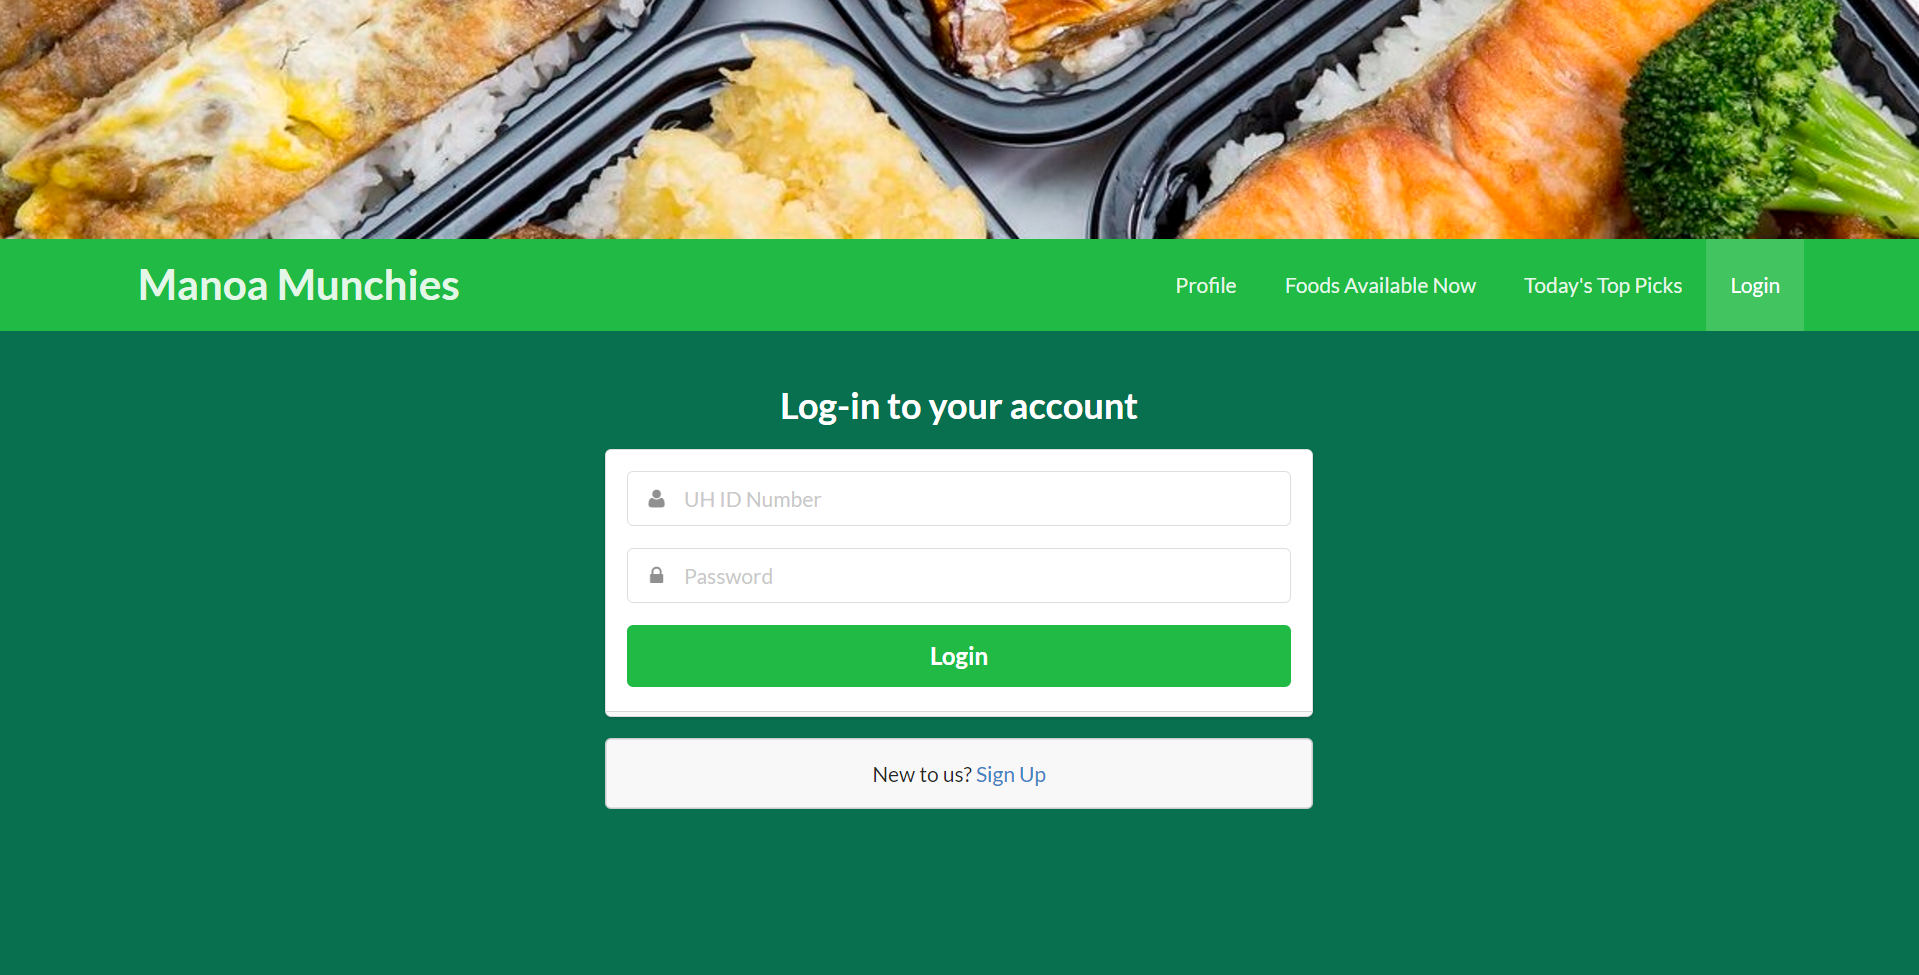 Manoa Munchies
Profile
Foods Available Now
Today's Top Picks
Login
Log-in to your account
UH ID Number
Password
Login
New to us? Sign Up